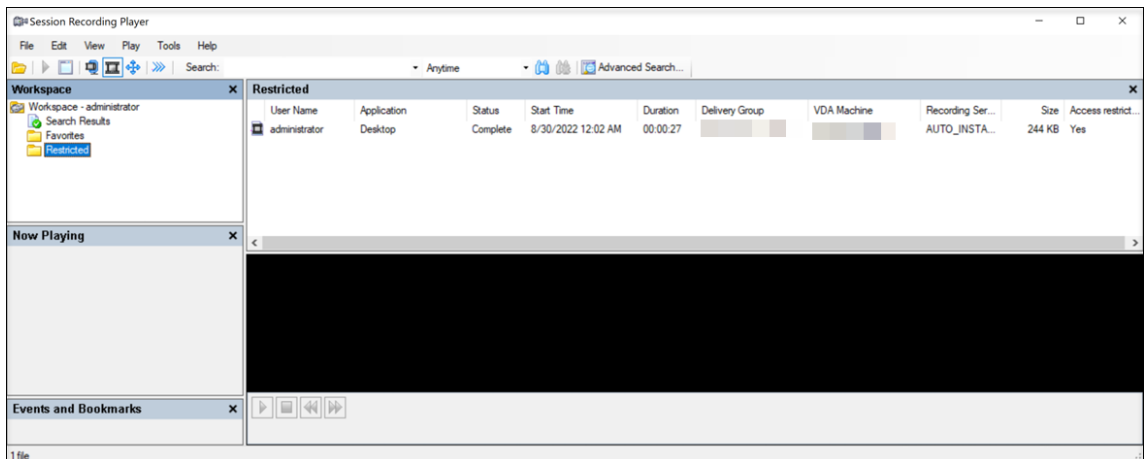 Session Recording Player
File Edit View Play Tools Help
Search: Anytime Advanced Search...
Workspace
Workspace - administrator
Search Results
Favorites
Restricted
Restricted
User Name Application Status Start Time Duration Delivery Group VDA Machine Recording Ser... Size Access restrict...
administrator Desktop Complete 8/30/2022 12:02 AM 00:00:27 AUTO_INSTA... 244 KB Yes
Now Playing
Events and Bookmarks
1 file